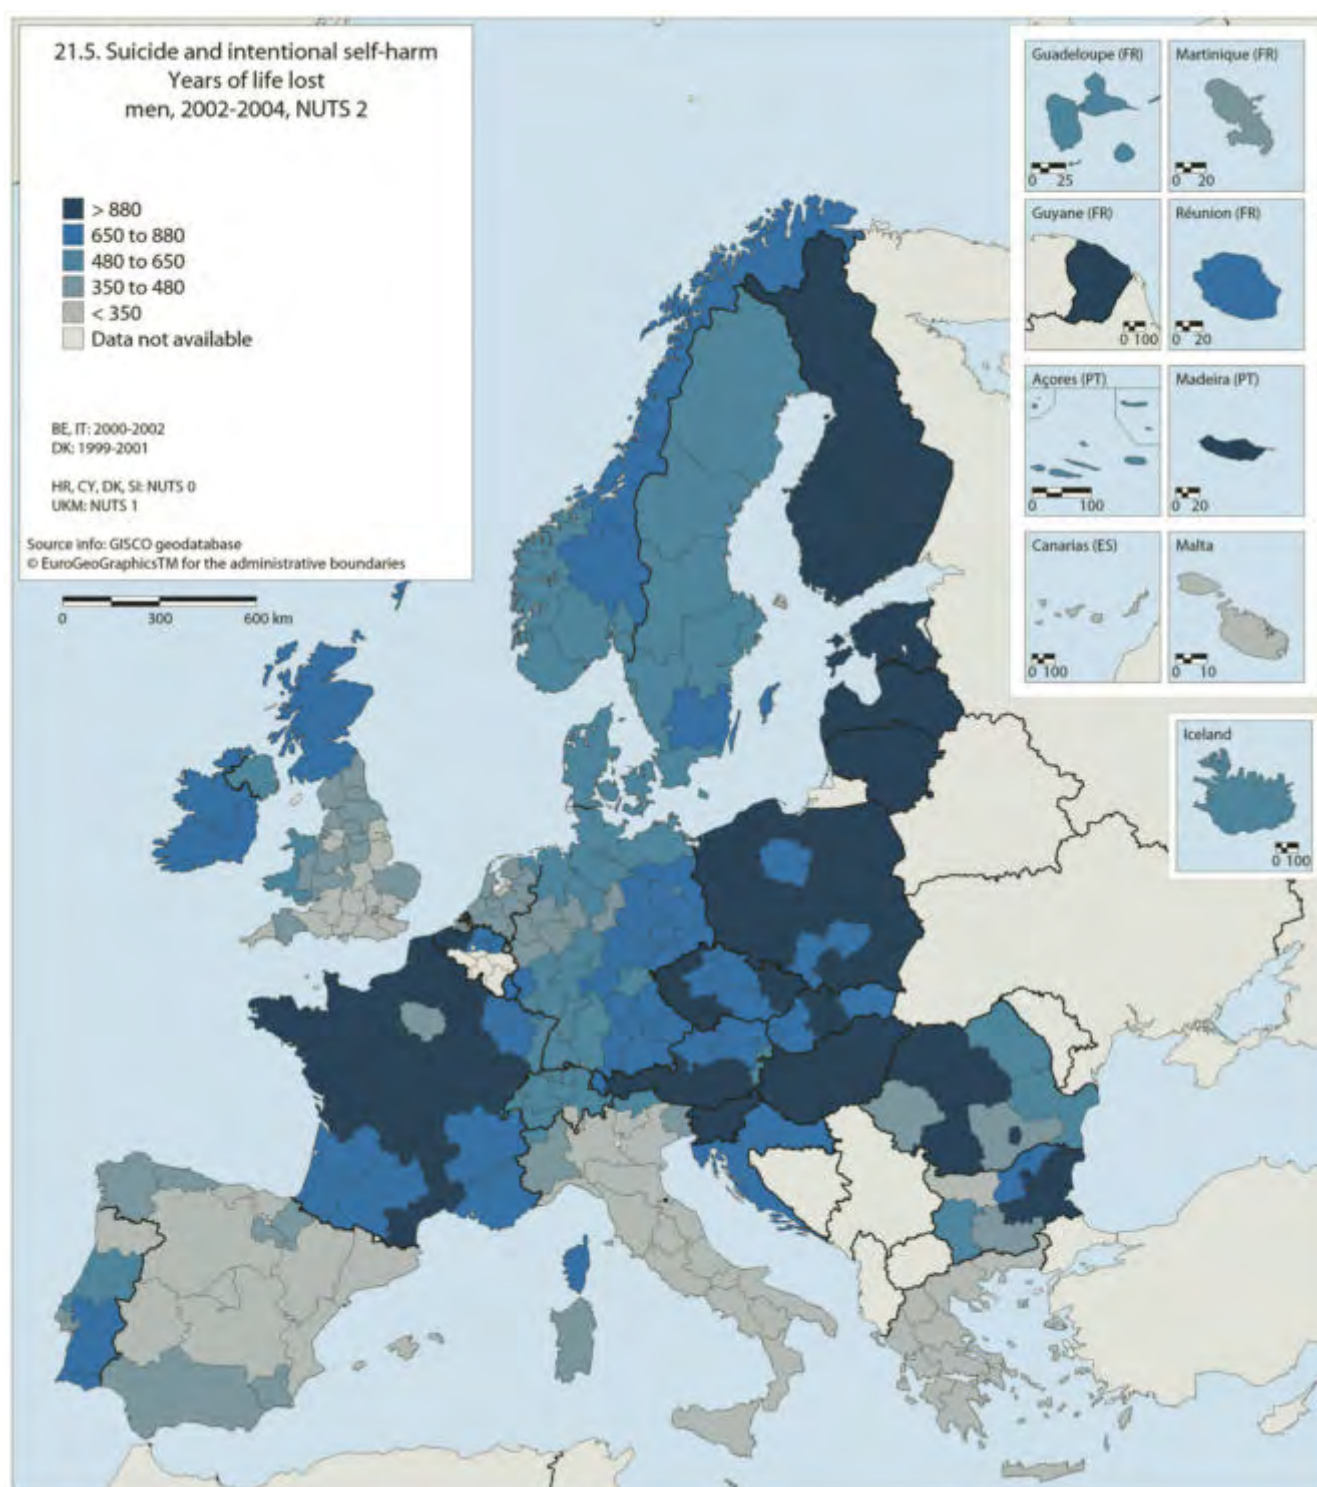 21.5. Suicide and intentional self-harm
Years of life lost
men, 2002-2004, NUTS 2
> 880
650 to 880
480 to 650
350 to 480
< 350
Data not available
BE, IT: 2000-2002
DK: 1999-2001
HR, CY, DK, SI: NUTS 0
UKM: NUTS 1
Source info: GISCO geodatabase
© EuroGeoGraphicsTM for the administrative boundaries
0 300 600 km
Guadeloupe (FR)
0 25
Martinique (FR)
0 20
Guyane (FR)
0 100
Réunion (FR)
0 20
Açores (PT)
0 100
Madeira (PT)
0 20
Canarias (ES)
0 100
Malta
0 10
Iceland
0 100